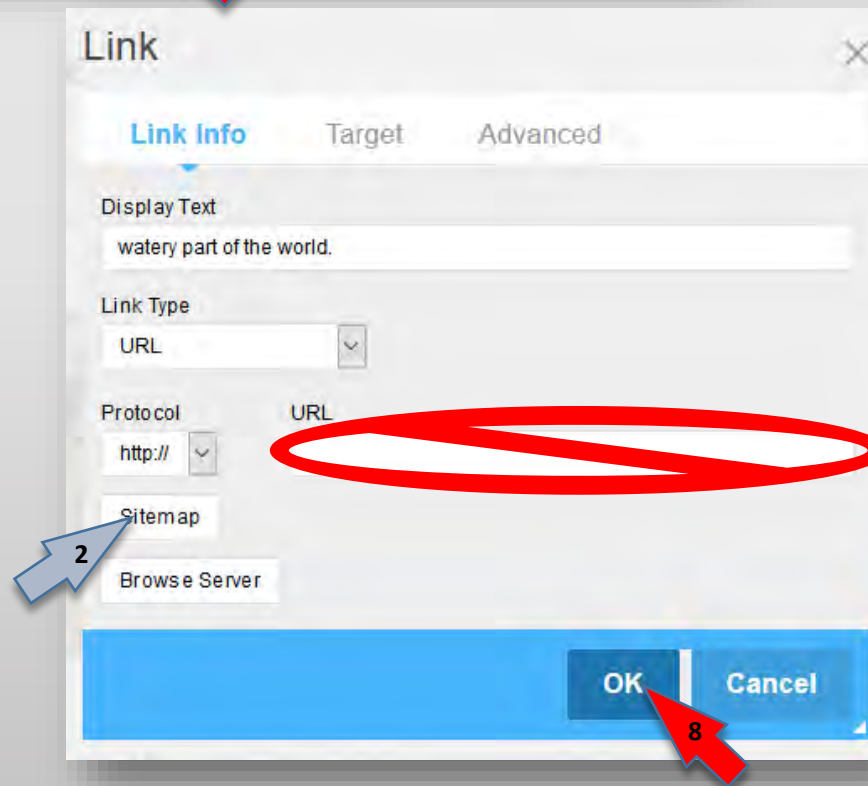 Link
Link Info Target Advanced
Display Text
watery part of the world.
Link Type
URL
Protocol URL
http://
Sitemap
2
Browse Server
OK Cancel
8